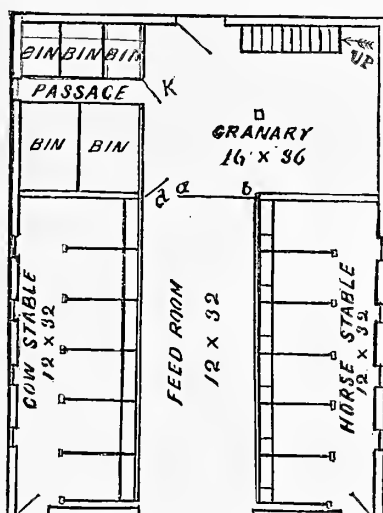 BIN BIN BIN
UP
PASSAGE
K
GRANARY
16 x 36
BIN BIN
d a b
COW STABLE
12 x 32
FEED ROOM
12 x 32
HORSE STABLE
12 x 32